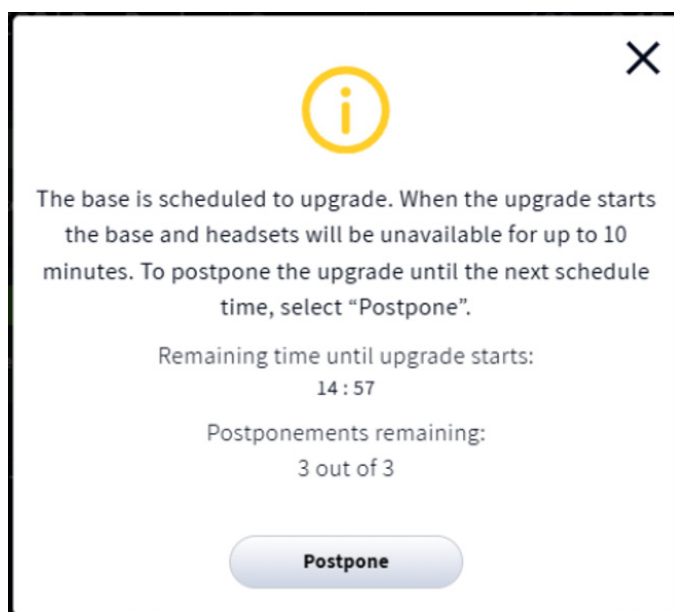 The base is scheduled to upgrade. When the upgrade starts
the base and headsets will be unavailable for up to 10
minutes. To postpone the upgrade until the next schedule
time, select “Postpone”.
Remaining time until upgrade starts:
14 : 57
Postponements remaining:
3 out of 3
Postpone